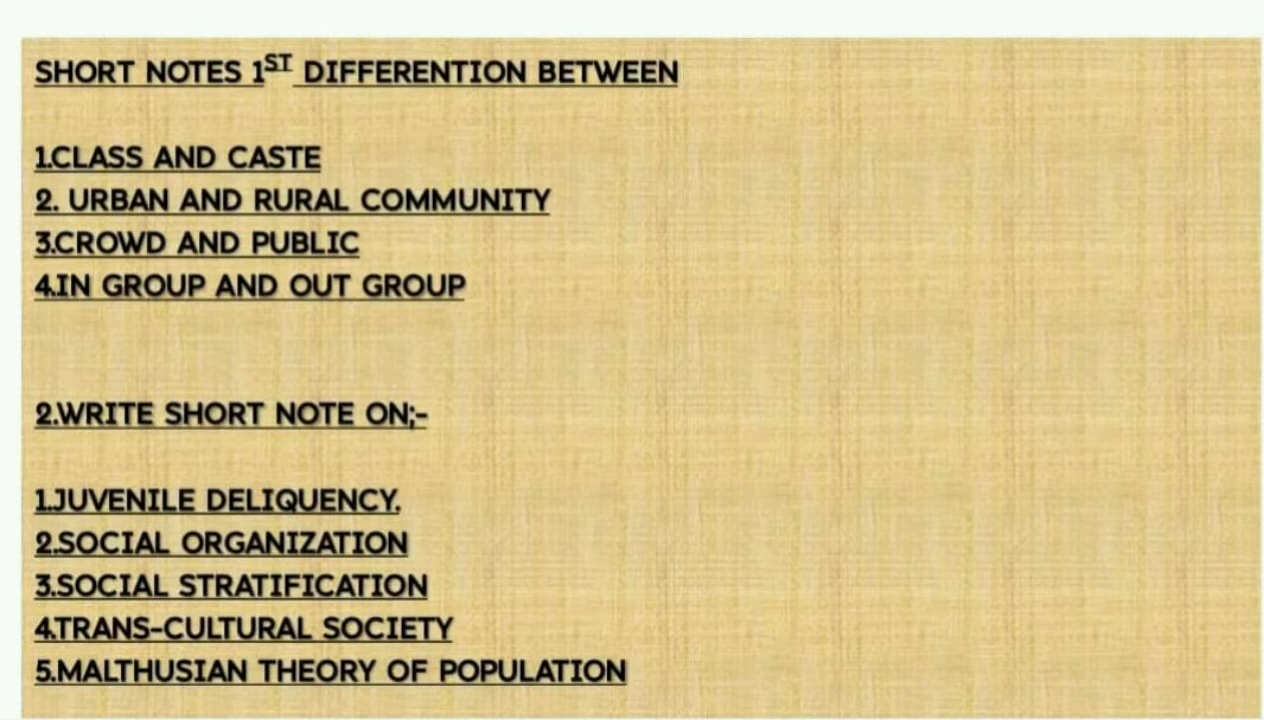 SHORT NOTES 1ST DIFFERENTION BETWEEN
1.CLASS AND CASTE
2. URBAN AND RURAL COMMUNITY
3.CROWD AND PUBLIC
4.IN GROUP AND OUT GROUP
2.WRITE SHORT NOTE ON;-
1.JUVENILE DELIQUENCY.
2.SOCIAL ORGANIZATION
3.SOCIAL STRATIFICATION
4.TRANS-CULTURAL SOCIETY
5.MALTHUSIAN THEORY OF POPULATION